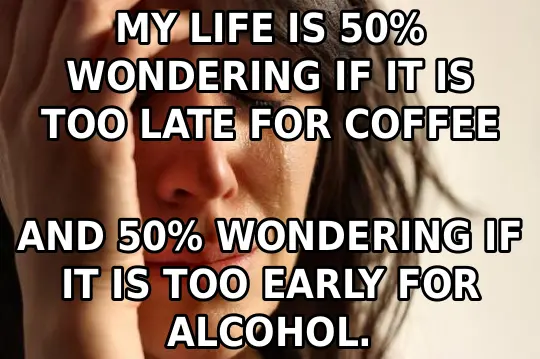 MY LIFE IS 50%
WONDERING IF IT IS
TOO LATE FOR COFFEE
AND 50% WONDERING IF
IT IS TOO EARLY FOR
ALCOHOL.